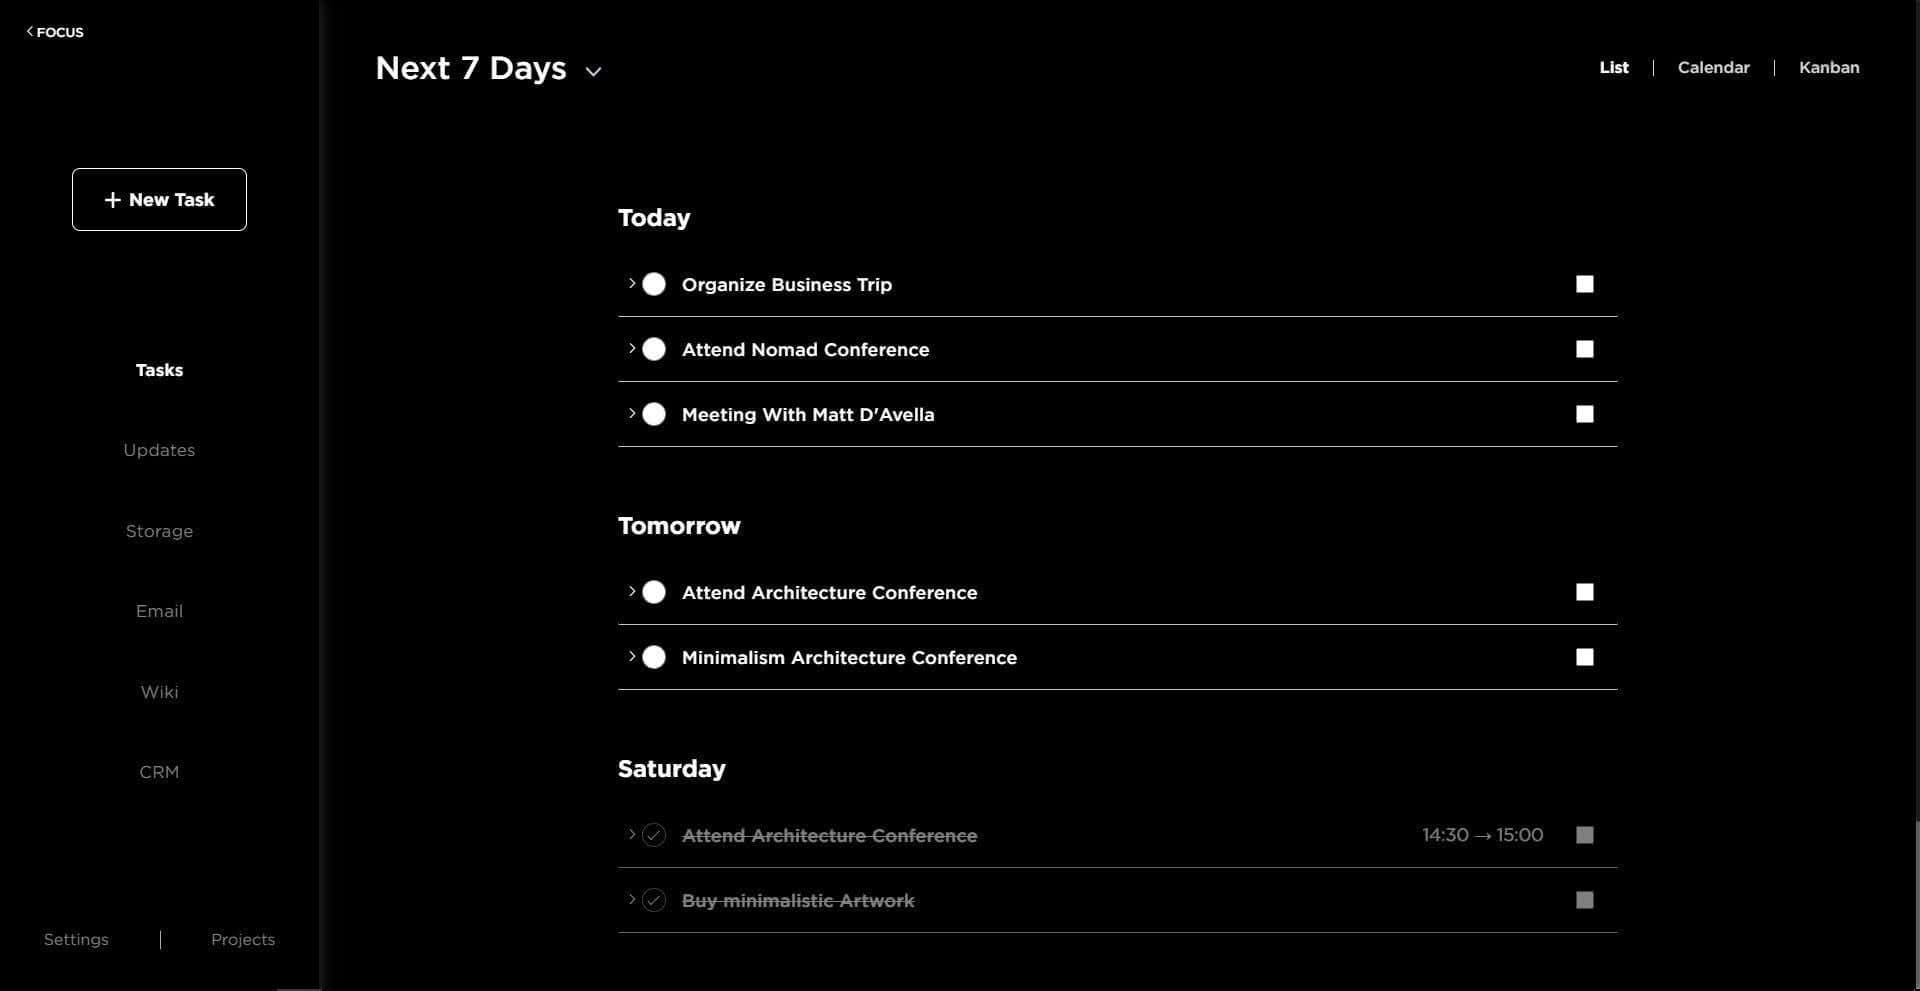 FOCUS
Next 7 Days
List | Calendar | Kanban
+ New Task
Tasks
Updates
Storage
Email
Wiki
CRM
Settings | Projects
Today
Organize Business Trip
Attend Nomad Conference
Meeting With Matt D'Avella
Tomorrow
Attend Architecture Conference
Minimalism Architecture Conference
Saturday
Attend Architecture Conference 14:30 → 15:00
Buy minimalistic Artwork